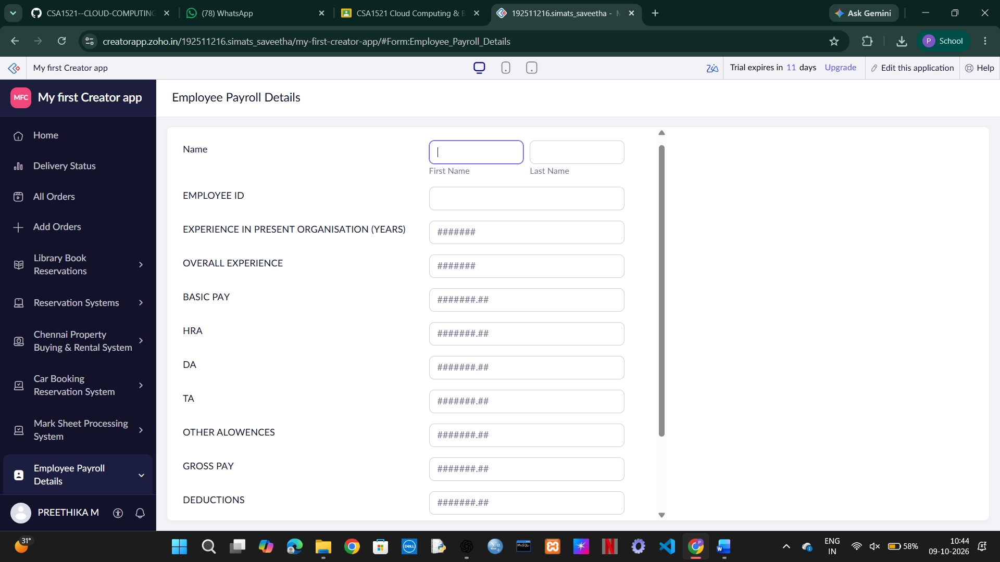 CSA1521--CLOUD-COMPUTING
(78) WhatsApp
CSA1521 Cloud Computing & B
192511216.simats_saveetha - M
Ask Gemini
creatorapp.zoho.in/192511216.simats_saveetha/my-first-creator-app/#Form:Employee_Payroll_Details
P
School
My first Creator app
Trial expires in 11 days
Upgrade
Edit this application
Help
MFC
My first Creator app
Employee Payroll Details
Home
Delivery Status
All Orders
Add Orders
Library Book
Reservations
Reservation Systems
Chennai Property
Buying & Rental System
Car Booking
Reservation System
Mark Sheet Processing
System
Employee Payroll
Details
PREETHIKA M
Name
First Name
Last Name
EMPLOYEE ID
EXPERIENCE IN PRESENT ORGANISATION (YEARS)
#######
OVERALL EXPERIENCE
#######
BASIC PAY
#######.##
HRA
#######.##
DA
#######.##
TA
#######.##
OTHER ALOWENCES
#######.##
GROSS PAY
#######.##
DEDUCTIONS
#######.##
31°
DELL
MySQL
ENG
IN
58%
10:44
09-10-2026